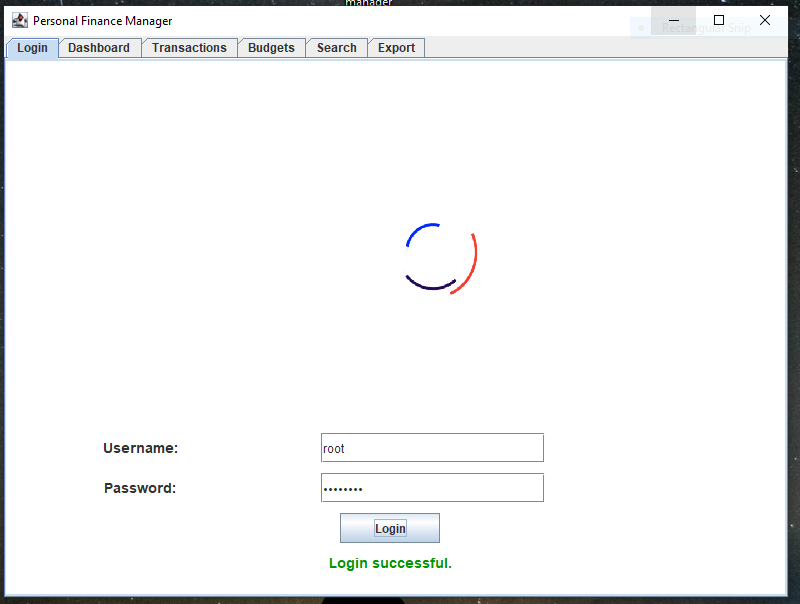 manager
Personal Finance Manager
Rectangular Snip
Login Dashboard Transactions Budgets Search Export
Username: root
Password: ••••••••
Login
Login successful.